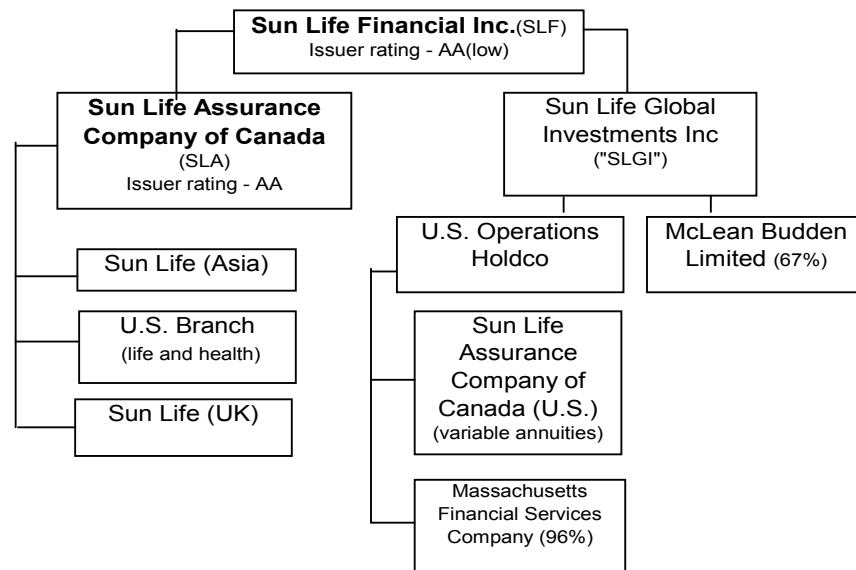 Sun Life Financial Inc.(SLF)
Issuer rating - AA(low)
Sun Life Assurance
Company of Canada
(SLA)
Issuer rating - AA
Sun Life Global
Investments Inc
("SLGI")
U.S. Operations
Holdco
McLean Budden
Limited (67%)
Sun Life (Asia)
U.S. Branch
(life and health)
Sun Life (UK)
Sun Life
Assurance
Company of
Canada (U.S.)
(variable annuities)
Massachusetts
Financial Services
Company (96%)